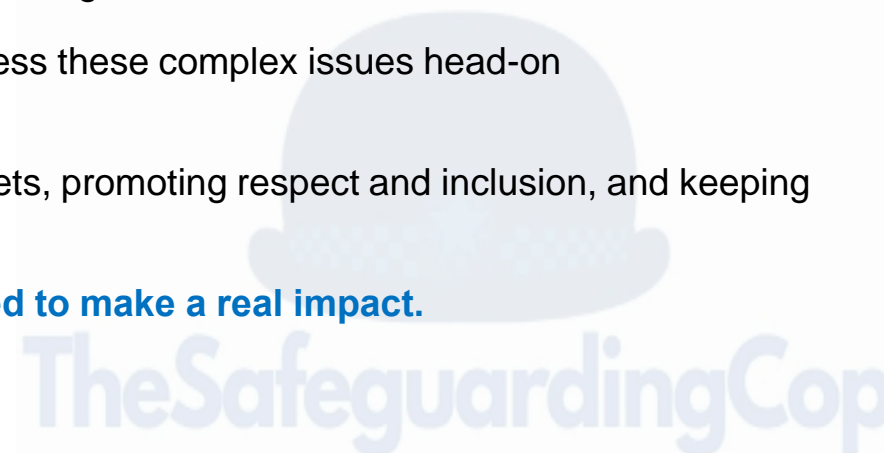 ess these complex issues head-on
ets, promoting respect and inclusion, and keeping
d to make a real impact.
TheSafeguardingCop